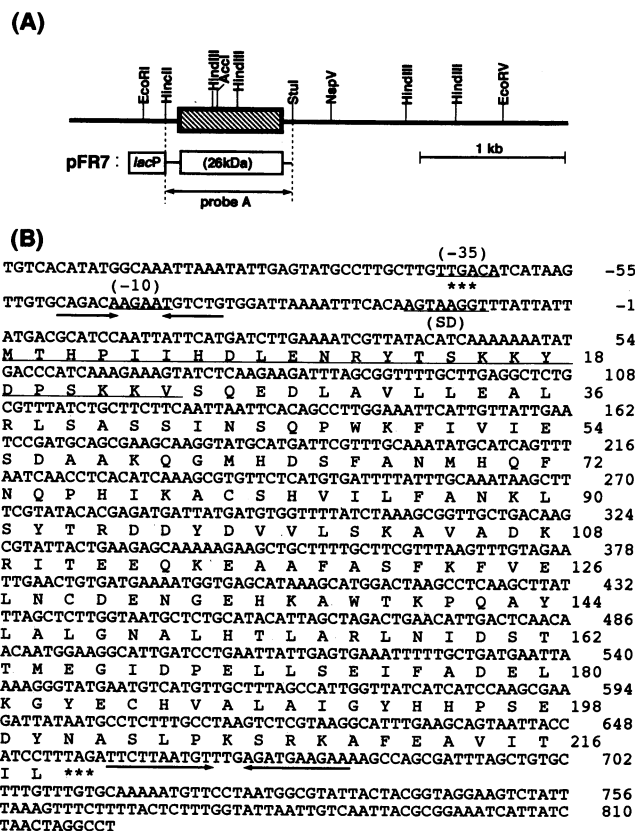 (A)
EcoRI HincII HindIII AccI HindIII StuI NspV HindIII HindIII EcoRV
pFR7 : lacP (26kDa)
1 kb
probe A
(B)
(-35)
TGTCACATATGGCAAATTAAATATTGAGTATGCCTTGCTTGTTGACATCATAAG -55
(-10) ***
TTGTGCAGACAAGAATGTCTGTGGATTAAAATTTCACAAGTAAGGTTTATTATT -1
(SD)
ATGACGCATCCAATTATTCATGATCTTGAAAATCGTTATACATCAAAAAAATAT 54
M T H P I I H D L E N R Y T S K K Y 18
GACCCATCAAAGAAAGTATCTCAAGAAGATTTAGCGGTTTTGCTTGAGGCTCTG 108
D P S K K V S Q E D L A V L L E A L 36
CGTTTATCTGCTTCTTCAATTAATTCACAGCCTTGGAAATTCATTGTTATTGAA 162
R L S A S S I N S Q P W K F I V I E 54
TCCGATGCAGCGAAGCAAGGTATGCATGATTCGTTTGCAAATATGCATCAGTTT 216
S D A A K Q G M H D S F A N M H Q F 72
AATCAACCTCACATCAAAGCGTGTTCTCATGTGATTTTATTTGCAAATAAGCTT 270
N Q P H I K A C S H V I L F A N K L 90
TCGTATACACGAGATGATTATGATGTGGTTTTATCTAAAGCGGTTGCTGACAAG 324
S Y T R D D Y D V V L S K A V A D K 108
CGTATTACTGAAGAGCAAAAAGAAGCTGCTTTTGCTTCGTTTAAGTTTGTAGAA 378
R I T E E Q K E A A F A S F K F V E 126
TTGAACTGTGATGAAAATGGTGAGCATAAAGCATGGACTAAGCCTCAAGCTTAT 432
L N C D E N G E H K A W T K P Q A Y 144
TTAGCTCTTGGTAATGCTCTGCATACATTAGCTAGACTGAACATTGACTCAACA 486
L A L G N A L H T L A R L N I D S T 162
ACAATGGAAGGCATTGATCCTGAATTATTGAGTGAAATTTTTGCTGATGAATTA 540
T M E G I D P E L L S E I F A D E L 180
AAAGGGTATGAATGTCATGTTGCTTTAGCCATTGGTTATCATCATCCAAGCGAA 594
K G Y E C H V A L A I G Y H H P S E 198
GATTATAATGCCTCTTTGCCTAAGTCTCGTAAGGCATTTGAAGCAGTAATTACC 648
D Y N A S L P K S R K A F E A V I T 216
ATCCTTTAGATTCTTAATGTTTGAGATGAAGAAAAGCCAGCGATTTAGCTGTGC 702
I L ***
TTTGTTTGTGCAAAAATGTTCCTAATGGCGTATTACTACGGTAGGAAGTCTATT 756
TAAAGTTTCTTTTACTCTTTGGTATTAATTGTCAATTACGCGGAAATCATTATC 810
TAACTAGGCCT